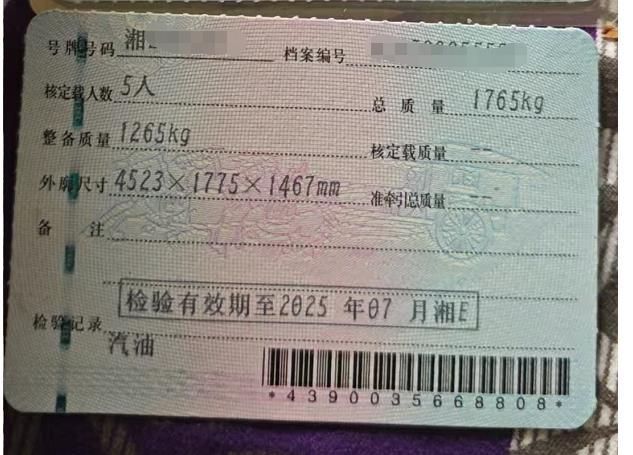 号牌号码 湘 档案编号
核定载人数 5人 总质量 1765kg
整备质量 1265kg 核定载质量 --
外廓尺寸 4523×1775×1467mm 准牵引总质量 --
备注
检验有效期至2025 年07 月湘E
检验记录
汽油
*4390035668808*